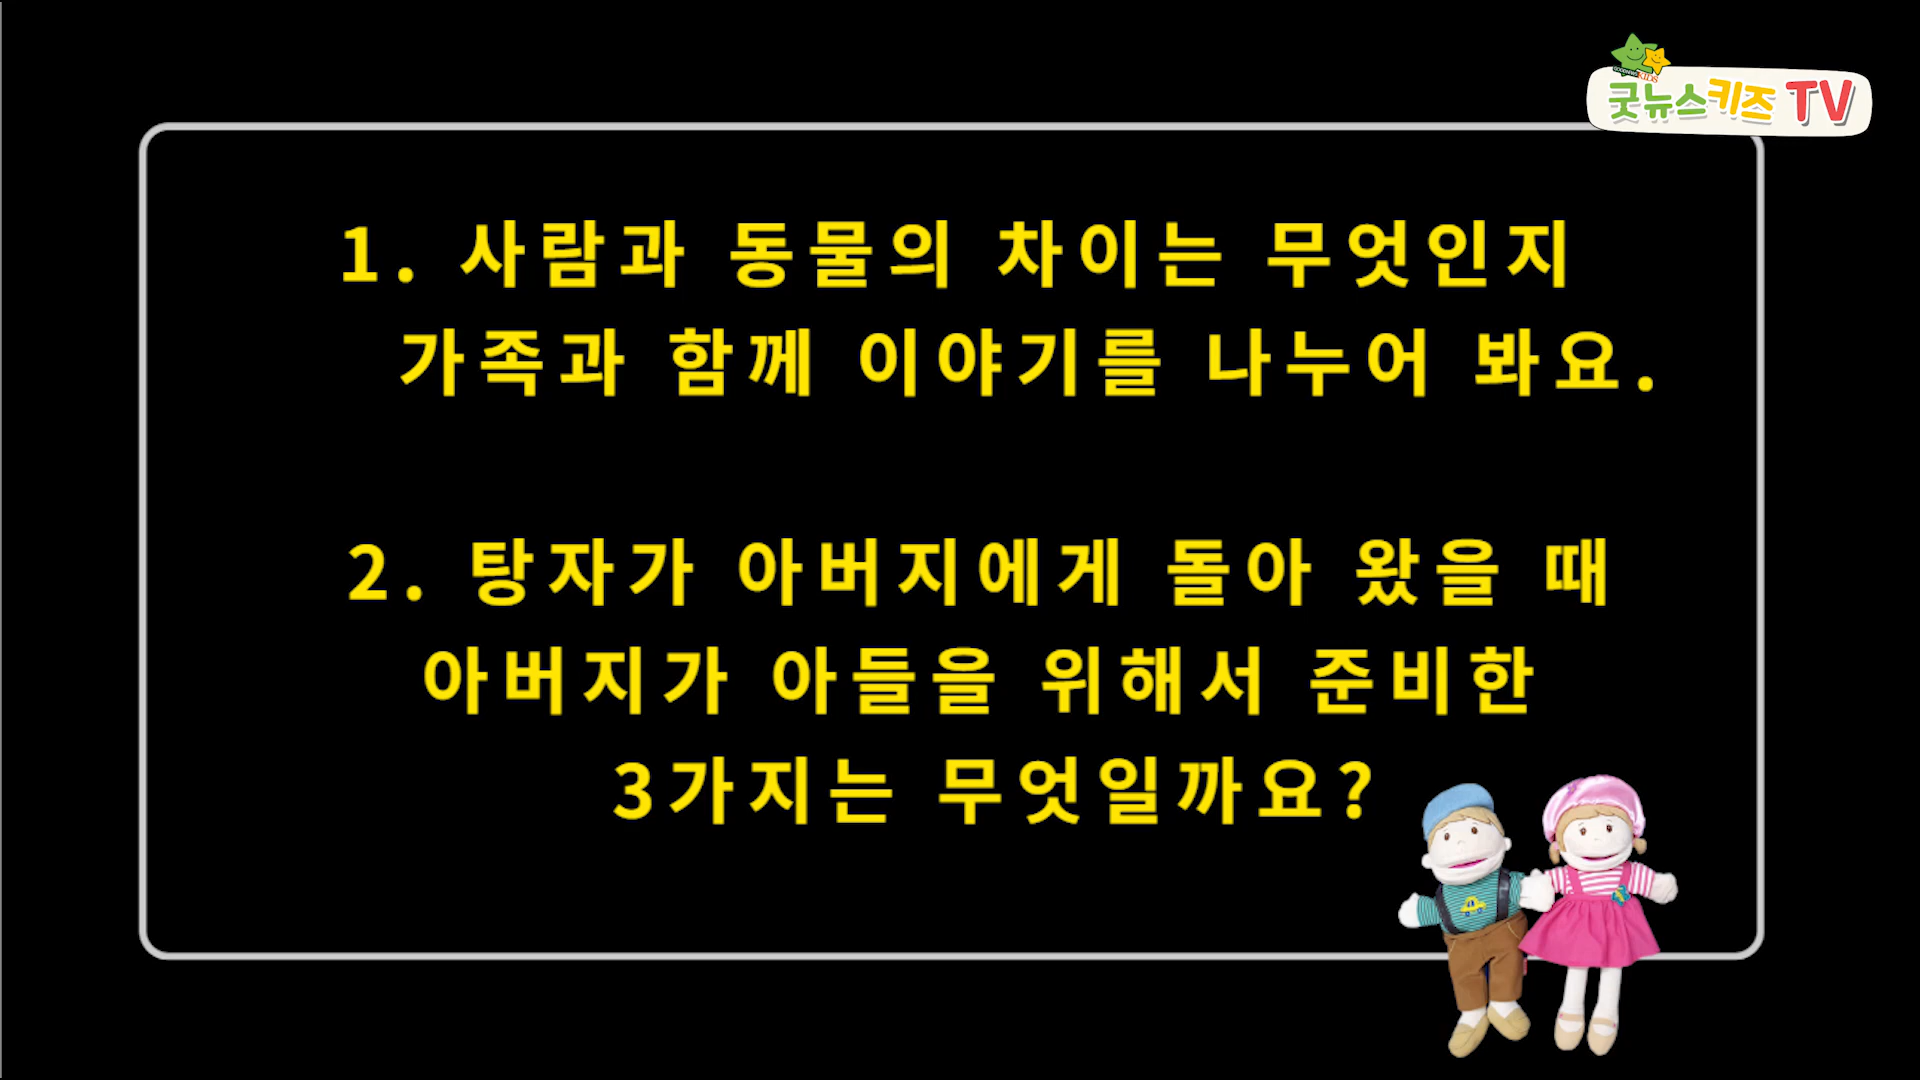 굿뉴스키즈 TV
1. 사람과 동물의 차이는 무엇인지
가족과 함께 이야기를 나누어 봐요.
2. 탕자가 아버지에게 돌아 왔을 때
아버지가 아들을 위해서 준비한
3가지는 무엇일까요?